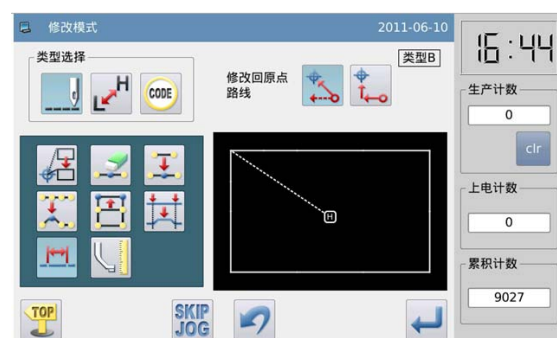 修改模式
2011-06-10
类型选择
L H
CODE
修改回原点
路线
类型B
H
TOP
SKIP
JOG
16:44
生产计数
0
clr
上电计数
0
累积计数
9027